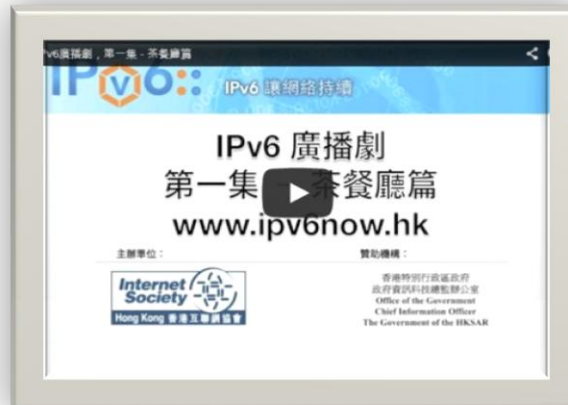 v6廣播劇，第一集 - 茶餐廳篇
IPv6::
IPv6 讓網絡持續
IPv6 廣播劇
第一集 - 茶餐廳篇
www.ipv6now.hk
主辦單位：
Internet
Society
Hong Kong 香港互聯網協會
贊助機構：
香港特別行政區政府
政府資訊科技總監辦公室
Office of the Government
Chief Information Officer
The Government of the HKSAR